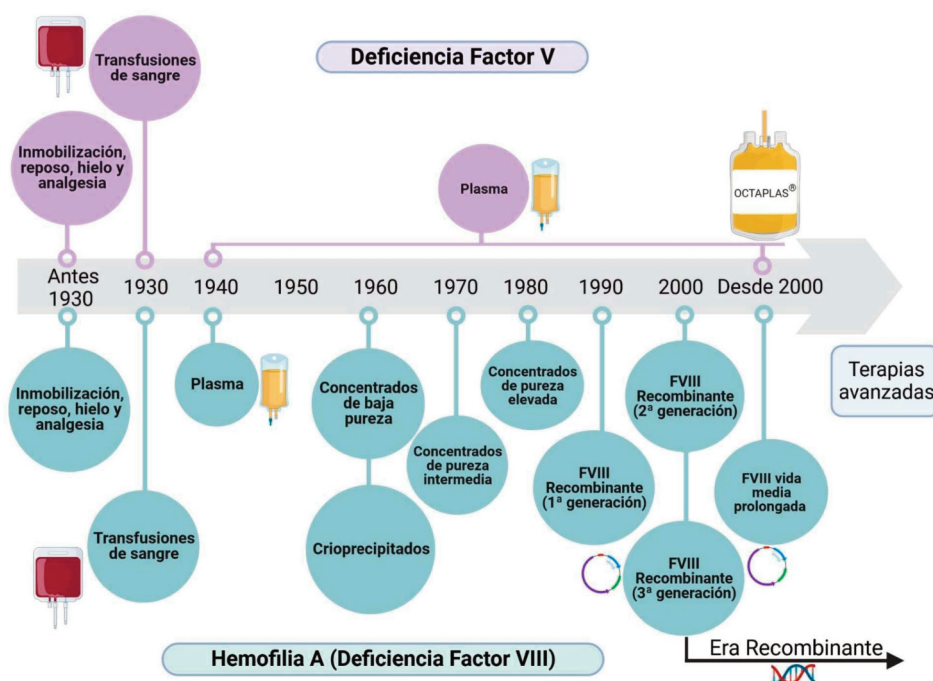 Deficiencia Factor V
Transfusiones
de sangre
Inmobilización,
reposo, hielo y
analgesia
Plasma
OCTAPLAS®
Antes
1930
1930
1940
1950
1960
1970
1980
1990
2000
Desde 2000
Terapias
avanzadas
Inmobilización,
reposo, hielo y
analgesia
Transfusiones
de sangre
Plasma
Concentrados
de baja
pureza
Crioprecipitados
Concentrados
de pureza
intermedia
Concentrados
de pureza
elevada
FVIII
Recombinante
(1ª generación)
FVIII
Recombinante
(2ª generación)
FVIII
Recombinante
(3ª generación)
FVIII vida
media
prolongada
Era Recombinante
Hemofilia A (Deficiencia Factor VIII)